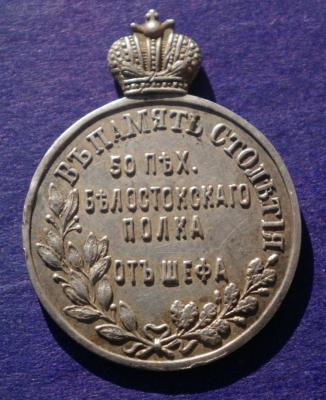 ВЪ ПАМЯТЬ СТОЛѢТІЯ
50 ПѢХ.
БѢЛОСТОКСКАГО
ПОЛКА
ОТЪ ШЕФА